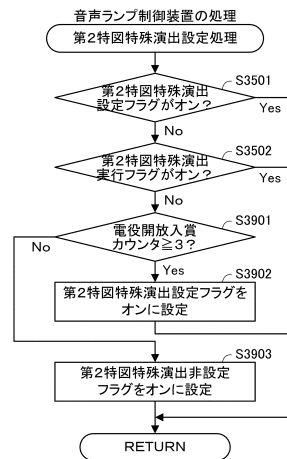 音声ランプ制御装置の処理
第2特図特殊演出設定処理
S3501
第2特図特殊演出
設定フラグがオン?
Yes
No
S3502
第2特図特殊演出
実行フラグがオン?
Yes
No
S3901
電役開放入賞
カウンタ≧3?
No
Yes
S3902
第2特図特殊演出設定フラグを
オンに設定
S3903
第2特図特殊演出非設定
フラグをオンに設定
RETURN